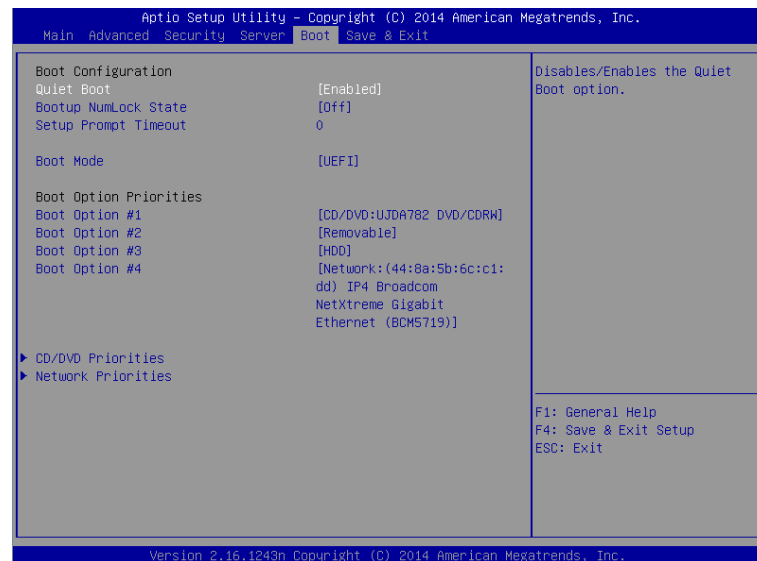 Aptio Setup Utility – Copyright (C) 2014 American Megatrends, Inc.
Main Advanced Security Server Boot Save & Exit
Boot Configuration
Quiet Boot [Enabled]
Bootup NumLock State [Off]
Setup Prompt Timeout 0
Boot Mode [UEFI]
Boot Option Priorities
Boot Option #1 [CD/DVD:UJDA782 DVD/CDRW]
Boot Option #2 [Removable]
Boot Option #3 [HDD]
Boot Option #4 [Network:(44:8a:5b:6c:c1:
dd) IP4 Broadcom
NetXtreme Gigabit
Ethernet (BCM5719)]
CD/DVD Priorities
Network Priorities
Disables/Enables the Quiet
Boot option.
F1: General Help
F4: Save & Exit Setup
ESC: Exit
Version 2.16.1243n Copyright (C) 2014 American Megatrends, Inc.